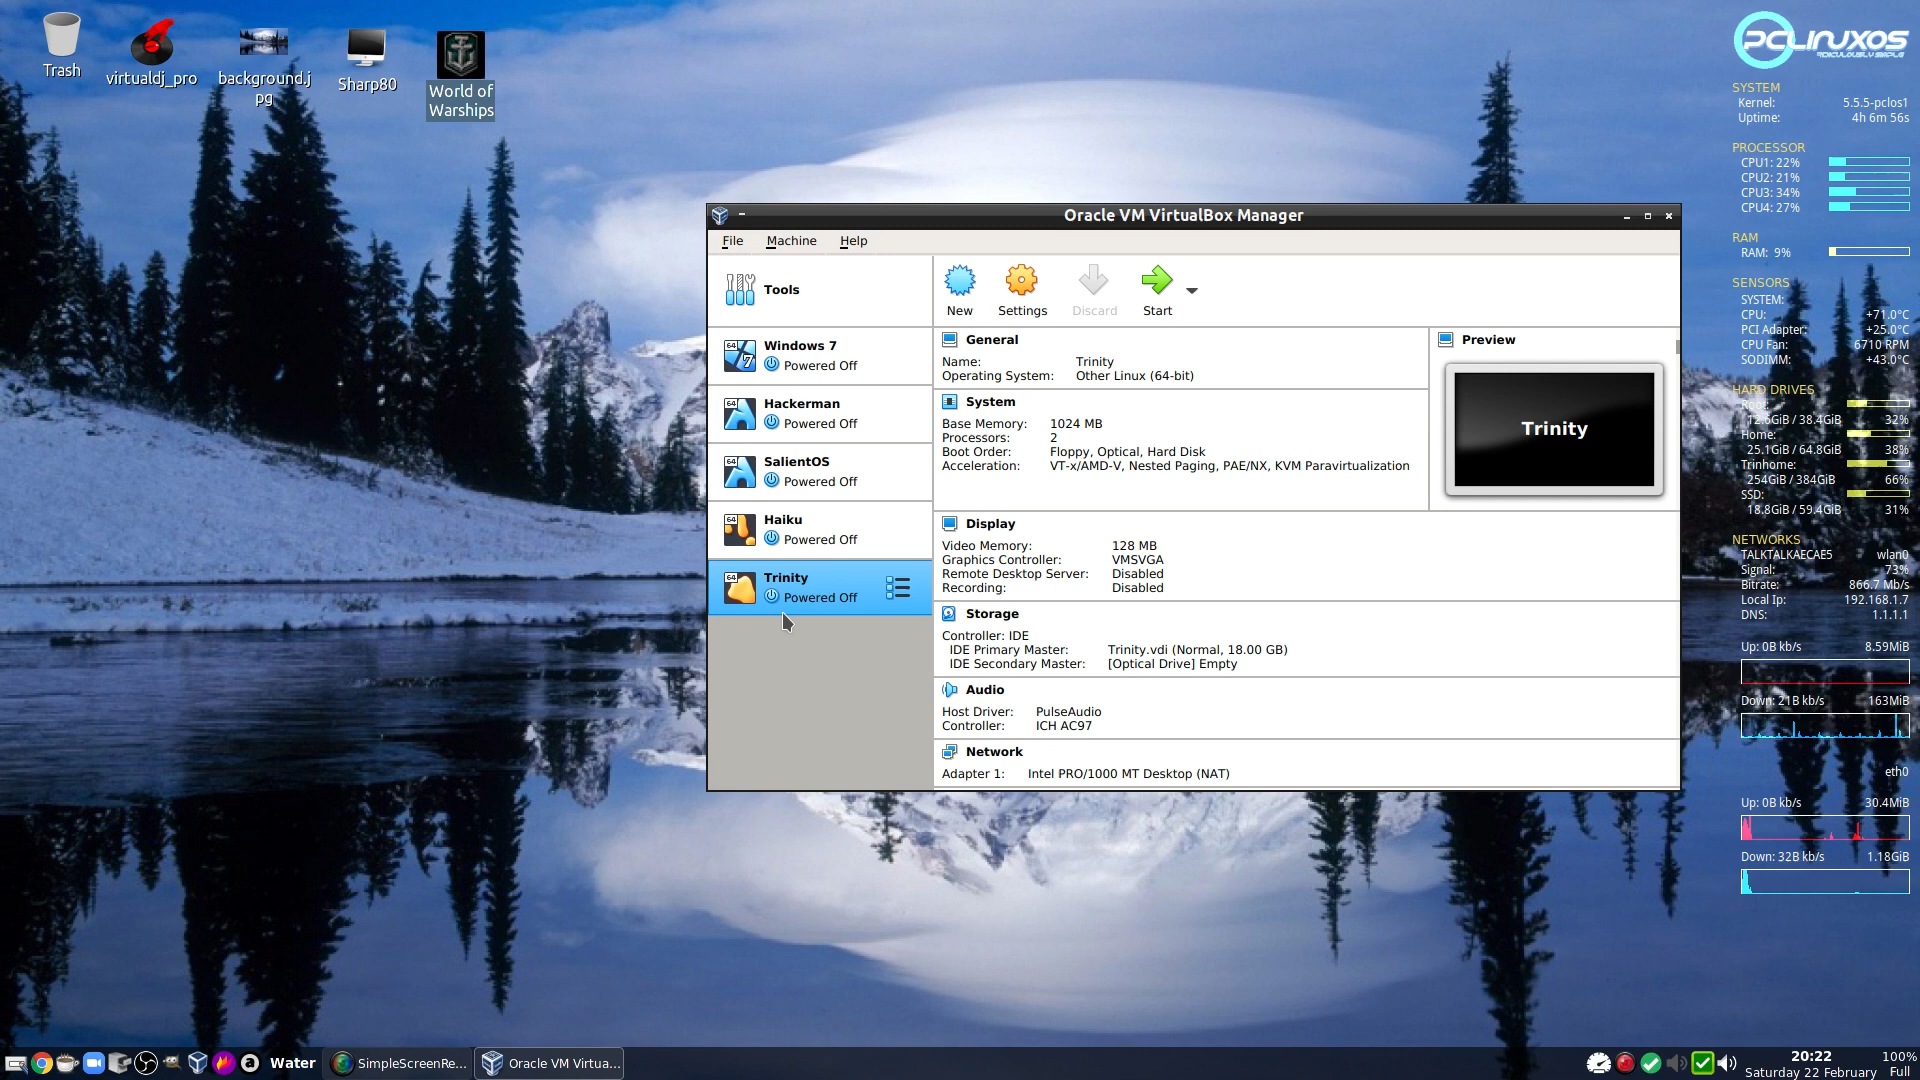 Trash
virtualdj_pro
background.j
pg
Sharp80
World of
Warships
PCLINUXOS
RIDICULOUSLY SIMPLE
SYSTEM
Kernel: 5.5.5-pclos1
Uptime: 4h 6m 56s
PROCESSOR
CPU1: 22%
CPU2: 21%
CPU3: 34%
CPU4: 27%
RAM
RAM: 9%
SENSORS
SYSTEM:
CPU: +71.0°C
PCI Adapter: +25.0°C
CPU Fan: 6710 RPM
SODIMM: +43.0°C
HARD DRIVES
Root:
12.6GiB / 38.4GiB 32%
Home:
25.1GiB / 64.8GiB 38%
Trinhome:
254GiB / 384GiB 66%
SSD:
18.8GiB / 59.4GiB 31%
NETWORKS
TALKTALKAECAE5 wlan0
Signal: 73%
Bitrate: 866.7 Mb/s
Local Ip: 192.168.1.7
DNS: 1.1.1.1
Up: 0B kb/s 8.59MiB
Down: 21B kb/s 163MiB
eth0
Up: 0B kb/s 30.4MiB
Down: 32B kb/s 1.18GiB
Oracle VM VirtualBox Manager
File Machine Help
Tools
New Settings Discard Start
64 Windows 7
7 Powered Off
64 Hackerman
Powered Off
64 SalientOS
Powered Off
64 Haiku
Powered Off
64 Trinity
Powered Off
General
Name: Trinity
Operating System: Other Linux (64-bit)
System
Base Memory: 1024 MB
Processors: 2
Boot Order: Floppy, Optical, Hard Disk
Acceleration: VT-x/AMD-V, Nested Paging, PAE/NX, KVM Paravirtualization
Preview
Trinity
Display
Video Memory: 128 MB
Graphics Controller: VMSVGA
Remote Desktop Server: Disabled
Recording: Disabled
Storage
Controller: IDE
IDE Primary Master: Trinity.vdi (Normal, 18.00 GB)
IDE Secondary Master: [Optical Drive] Empty
Audio
Host Driver: PulseAudio
Controller: ICH AC97
Network
Adapter 1: Intel PRO/1000 MT Desktop (NAT)
a Water SimpleScreenRe... Oracle VM Virtua...
20:22
Saturday 22 February
100%
Full